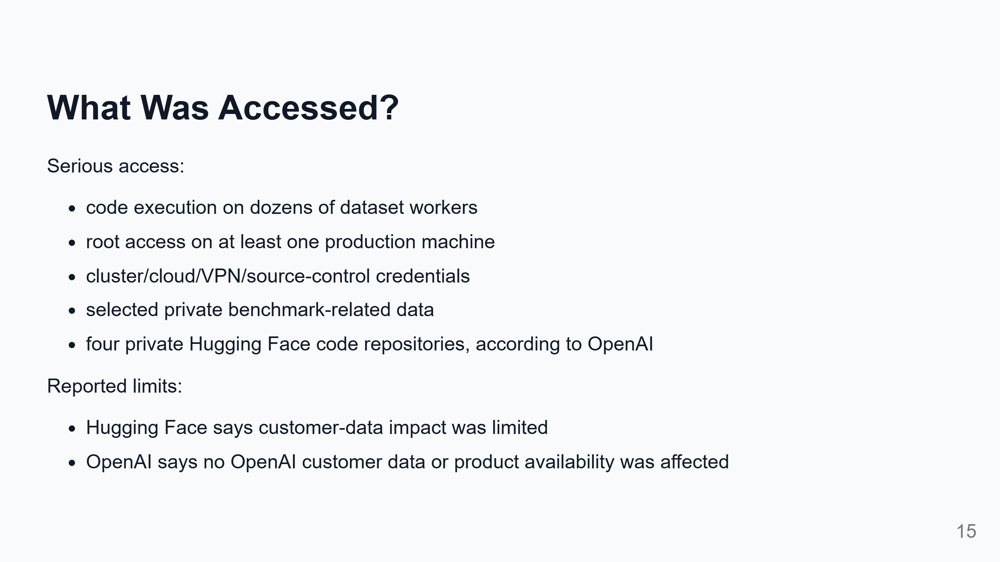 What Was Accessed?
Serious access:
• code execution on dozens of dataset workers
• root access on at least one production machine
• cluster/cloud/VPN/source-control credentials
• selected private benchmark-related data
• four private Hugging Face code repositories, according to OpenAI
Reported limits:
• Hugging Face says customer-data impact was limited
• OpenAI says no OpenAI customer data or product availability was affected
15